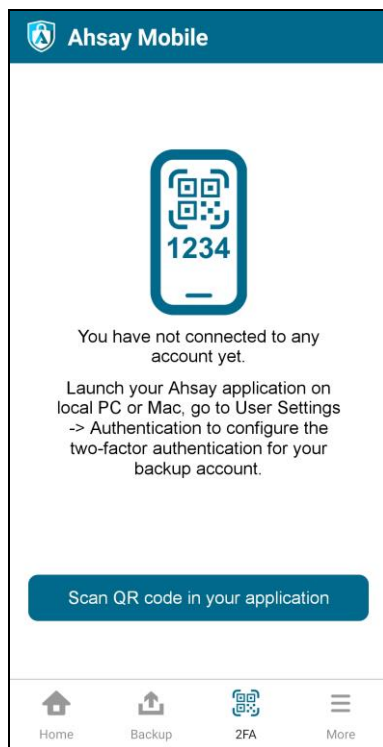 Ahsay Mobile
1234
You have not connected to any
account yet.
Launch your Ahsay application on
local PC or Mac, go to User Settings
-> Authentication to configure the
two-factor authentication for your
backup account.
Scan QR code in your application
Home Backup 2FA More